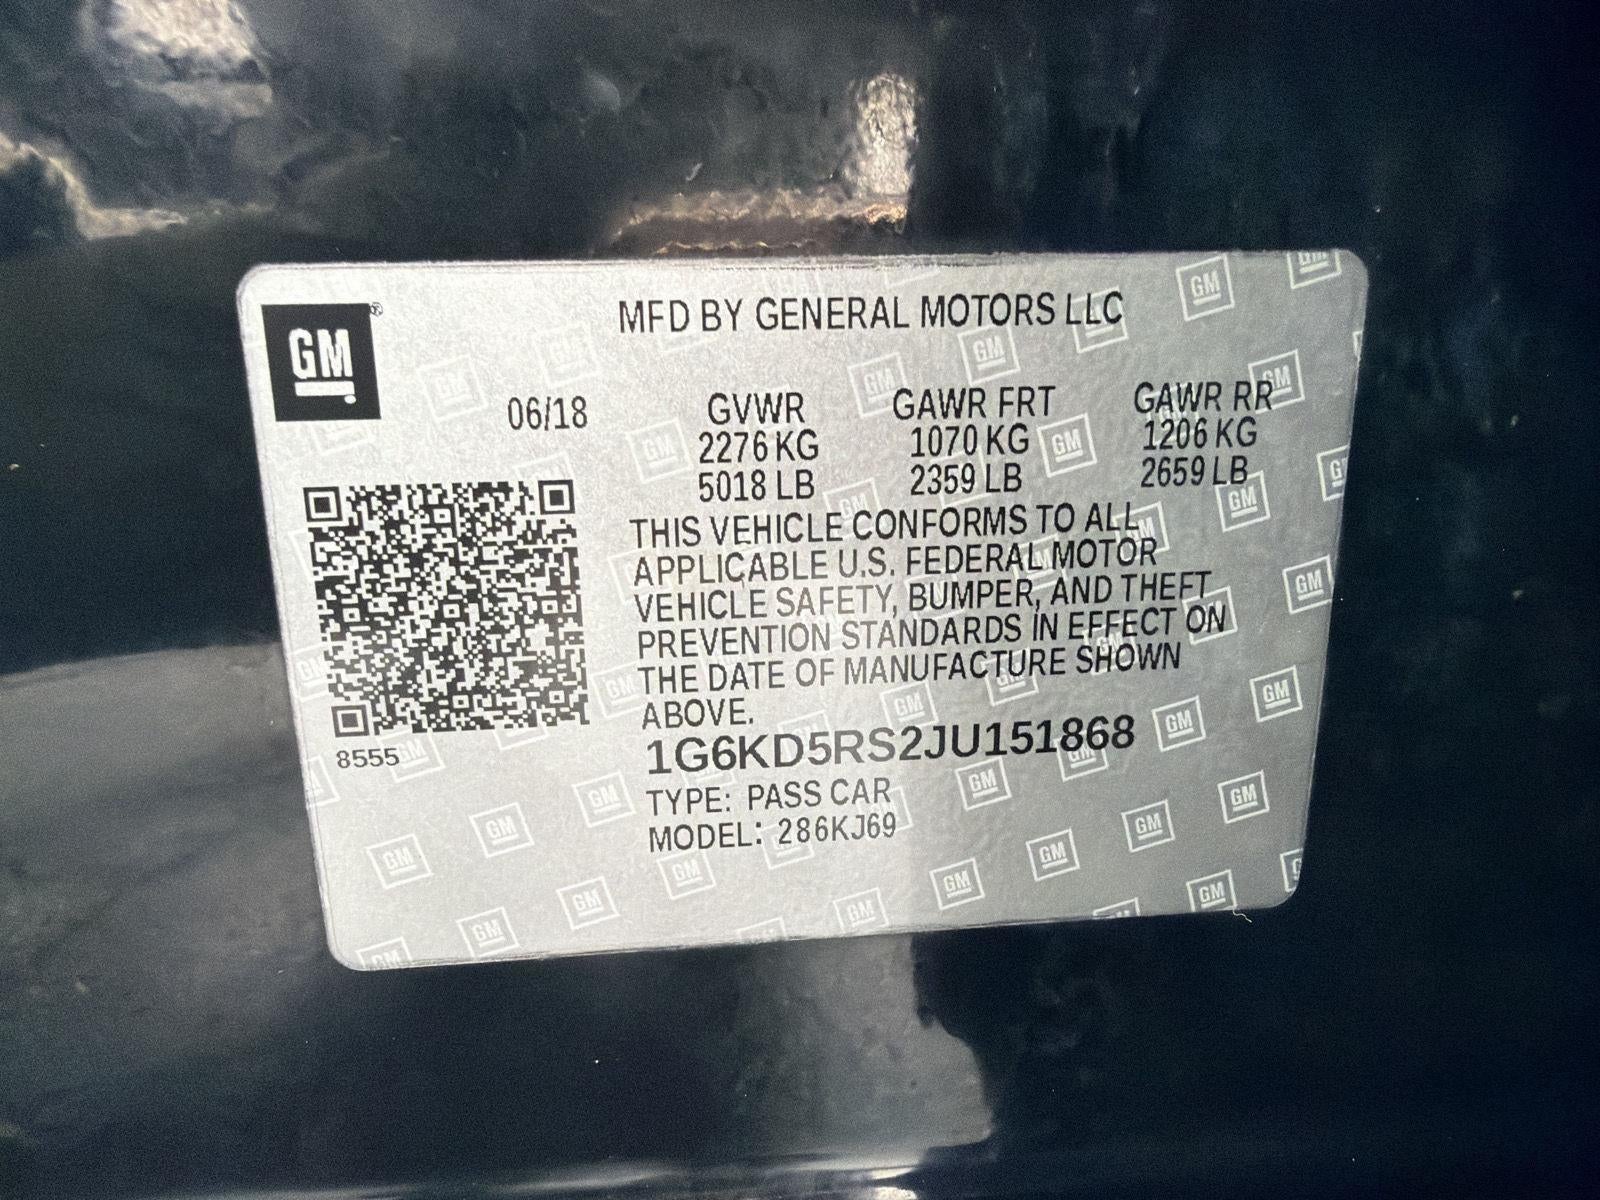 GM
MFD BY GENERAL MOTORS LLC
06/18
GVWR GAWR FRT GAWR RR
2276 KG 1070 KG 1206 KG
5018 LB 2359 LB 2659 LB
THIS VEHICLE CONFORMS TO ALL
APPLICABLE U.S. FEDERAL MOTOR
VEHICLE SAFETY, BUMPER, AND THEFT
PREVENTION STANDARDS IN EFFECT ON
THE DATE OF MANUFACTURE SHOWN
ABOVE.
8555
1G6KD5RS2JU151868
TYPE: PASS CAR
MODEL: 286KJ69